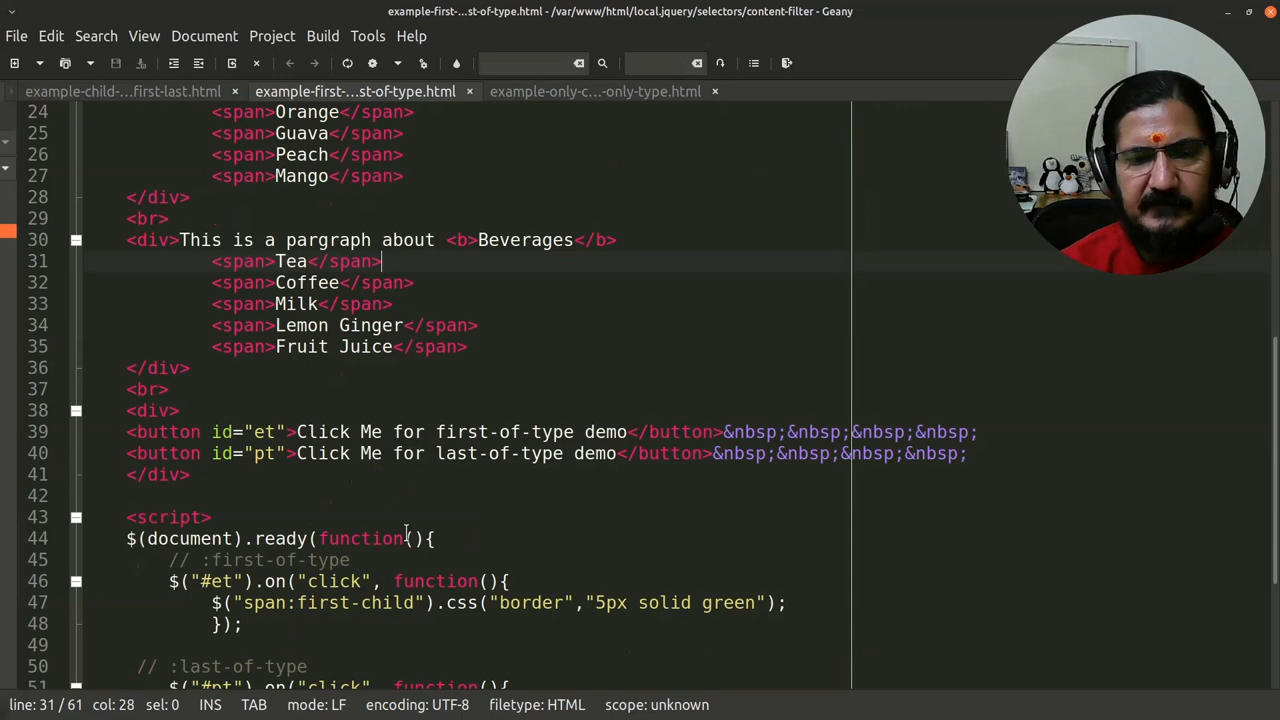 example-first-...st-of-type.html - /var/www/html/local.jquery/selectors/content-filter - Geany
File Edit Search View Document Project Build Tools Help
example-child-...first-last.html × example-first-...st-of-type.html × example-only-c...-only-type.html ×
24 <span>Orange</span>
25 <span>Guava</span>
26 <span>Peach</span>
27 <span>Mango</span>
28 </div>
29 <br>
30 <div>This is a pargraph about <b>Beverages</b>
31 <span>Tea</span>
32 <span>Coffee</span>
33 <span>Milk</span>
34 <span>Lemon Ginger</span>
35 <span>Fruit Juice</span>
36 </div>
37 <br>
38 <div>
39 <button id="et">Click Me for first-of-type demo</button>&nbsp;&nbsp;&nbsp;&nbsp;
40 <button id="pt">Click Me for last-of-type demo</button>&nbsp;&nbsp;&nbsp;&nbsp;
41 </div>
42
43 <script>
44 $(document).ready(function(){
45 // :first-of-type
46 $("#et").on("click", function(){
47 $("span:first-child").css("border","5px solid green");
48 });
49
50 // :last-of-type
51 $("#pt").on("click", function(){
line: 31 / 61 col: 28 sel: 0 INS TAB mode: LF encoding: UTF-8 filetype: HTML scope: unknown